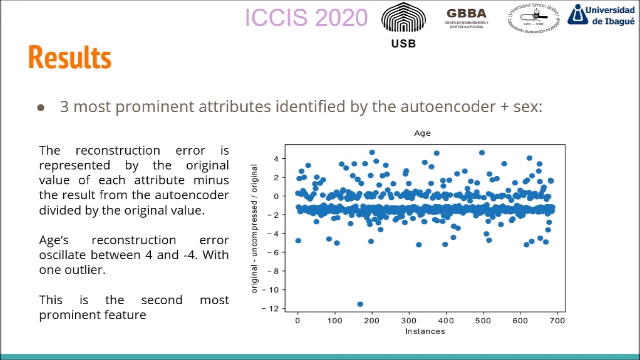 ICCIS 2020
USB
GBBA
Universidad
de Ibagué
Results
● 3 most prominent attributes identified by the autoencoder + sex:
The reconstruction error is
represented by the original
value of each attribute minus
the result from the autoencoder
divided by the original value.
Age's reconstruction error
oscillate between 4 and -4. With
one outlier.
This is the second most
prominent feature
Age
original - uncompressed / original
4
2
0
-2
-4
-6
-8
-10
-12
0 100 200 300 400 500 600 700
Instances